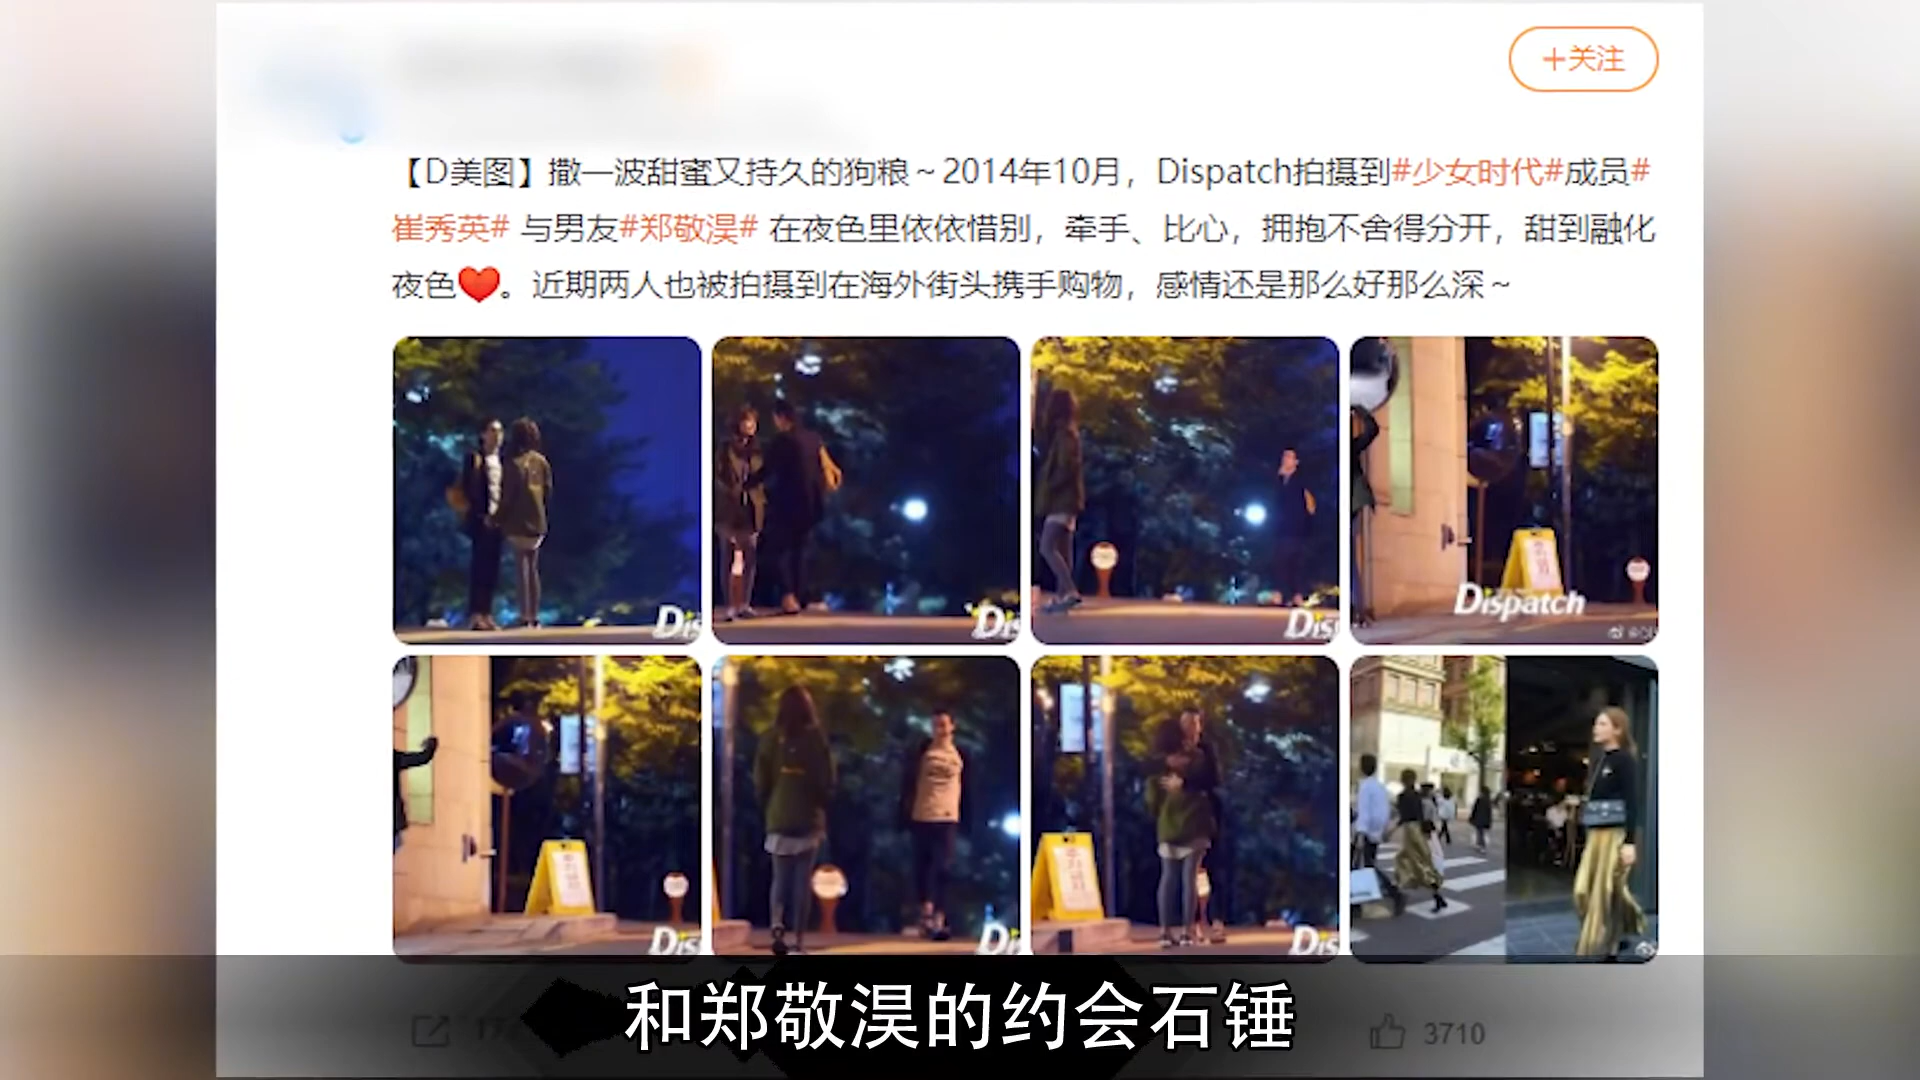 +关注
【D美图】撒一波甜蜜又持久的狗粮～2014年10月，Dispatch拍摄到#少女时代#成员#
崔秀英# 与男友#郑敬淏# 在夜色里依依惜别，牵手、比心，拥抱不舍得分开，甜到融化
夜色❤️。近期两人也被拍摄到在海外街头携手购物，感情还是那么好那么深～
Dis
Dis
Dis
Dispatch
Dis
Dis
Dis
和郑敬淏的约会石锤
3710